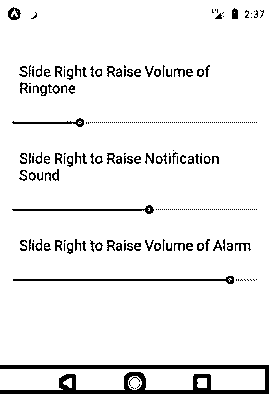 2:37
Slide Right to Raise Volume of
Ringtone
Slide Right to Raise Notification
Sound
Slide Right to Raise Volume of Alarm